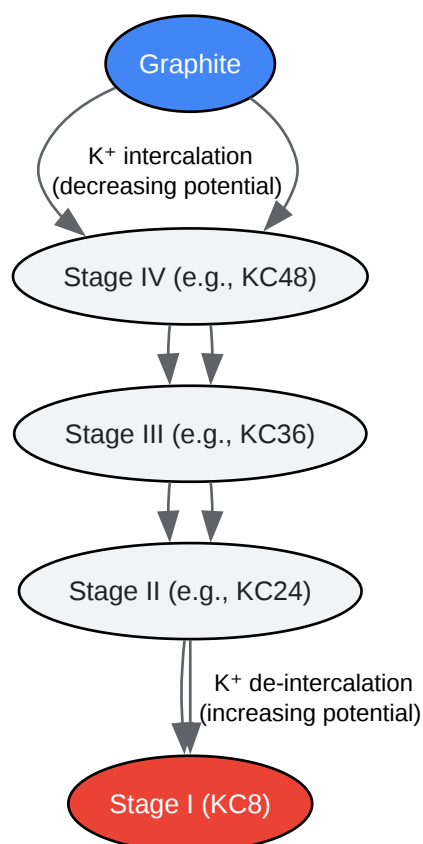 Graphite
K⁺ intercalation
(decreasing potential)
Stage IV (e.g., KC48)
Stage III (e.g., KC36)
Stage II (e.g., KC24)
K⁺ de-intercalation
(increasing potential)
Stage I (KC8)